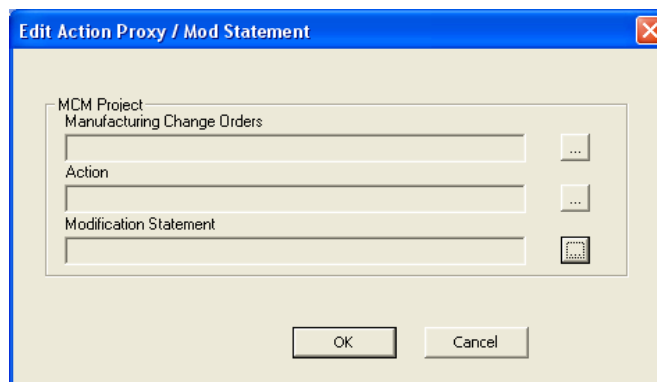 Edit Action Proxy / Mod Statement
MCM Project
Manufacturing Change Orders
...
Action
...
Modification Statement
...
OK Cancel